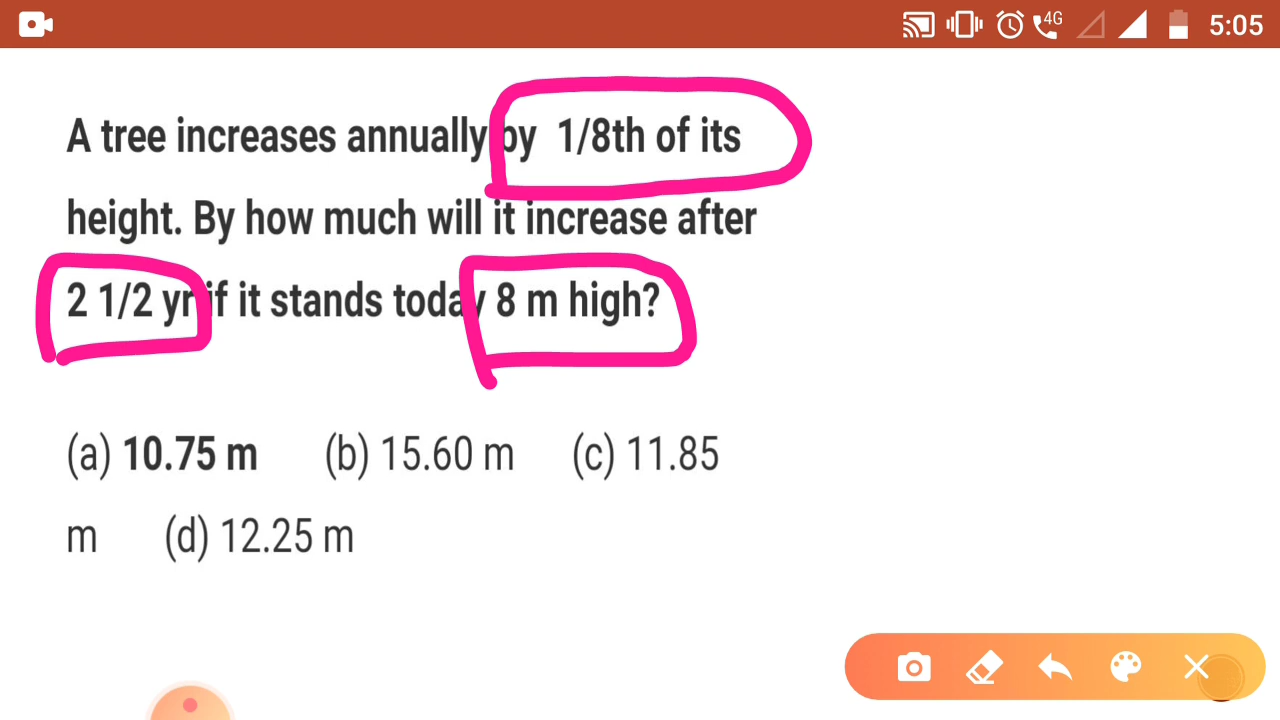 4G 5:05
A tree increases annually by 1/8th of its
height. By how much will it increase after
2 1/2 yr if it stands today 8 m high?
(a) 10.75 m (b) 15.60 m (c) 11.85
m (d) 12.25 m